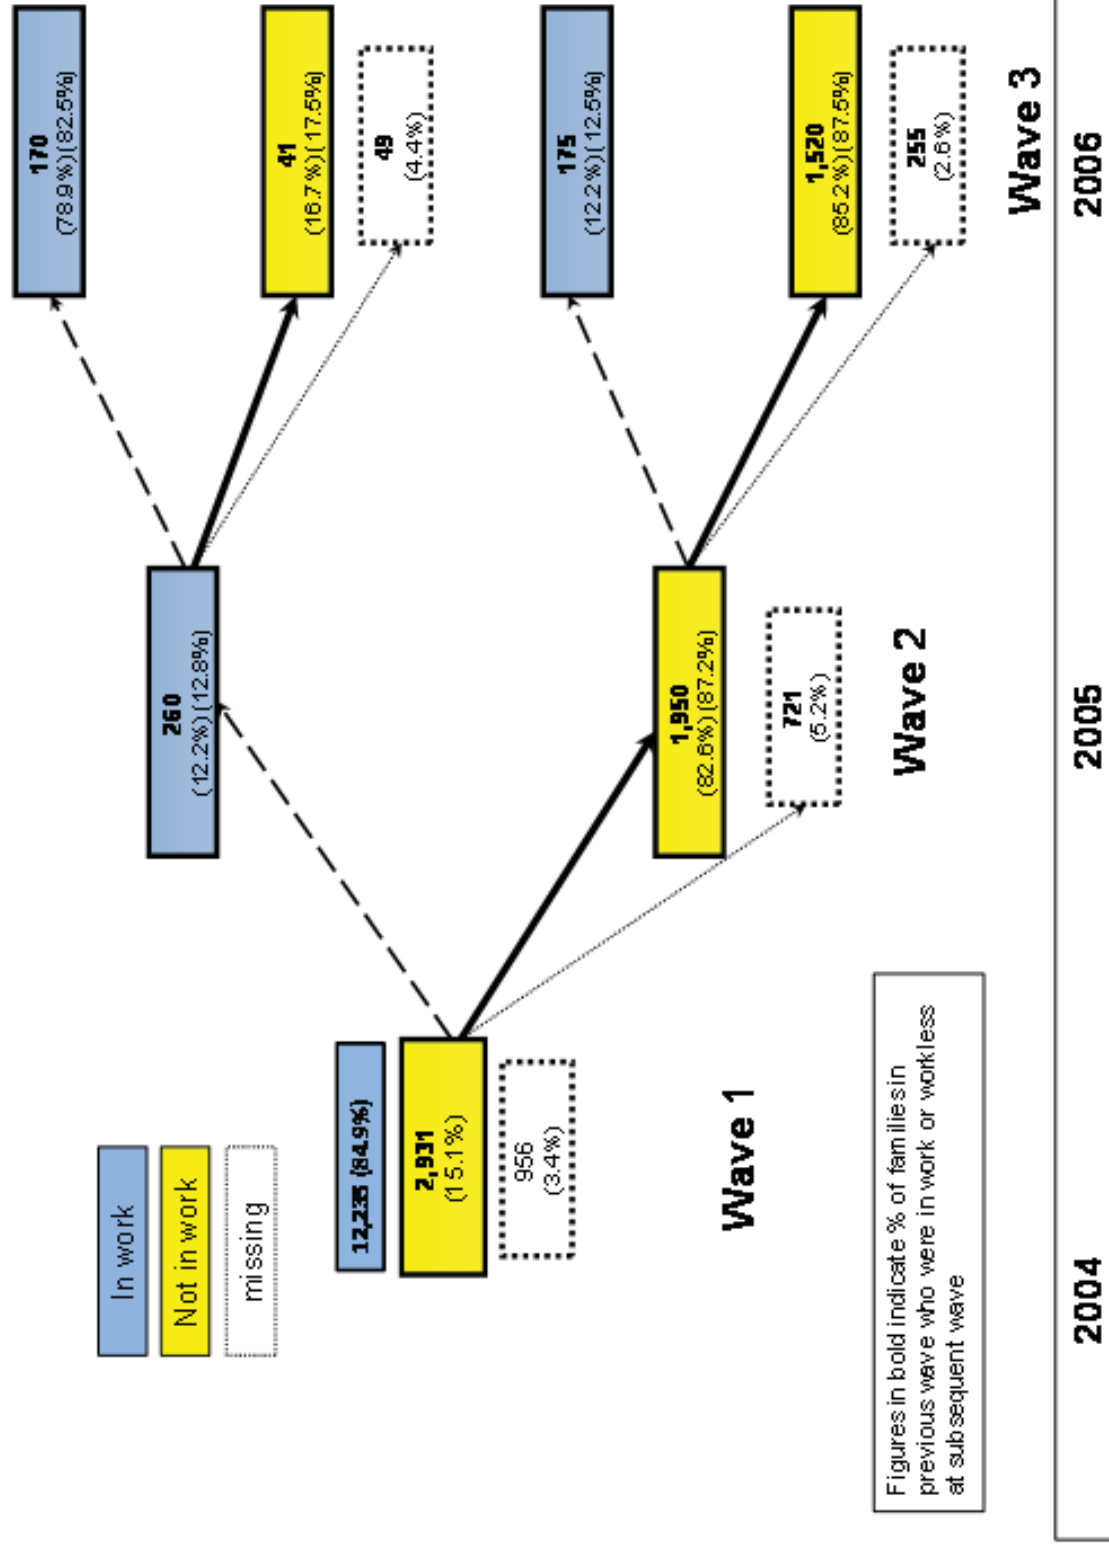 In work
Not in work
missing
12,235 (84.9%)
2,931
(15.1%)
956
(3.4%)
Wave 1
260
(12.2%)(12.8%)
1,950
(82.6%)(87.2%)
721
(5.2%)
Wave 2
170
(78.9%)(82.5%)
41
(16.7%)(17.5%)
49
(4.4%)
175
(12.2%)(12.5%)
1,520
(85.2%)(87.5%)
255
(2.6%)
Wave 3
Figures in bold indicate % of families in
previous wave who were in work or workless
at subsequent wave
2004
2005
2006